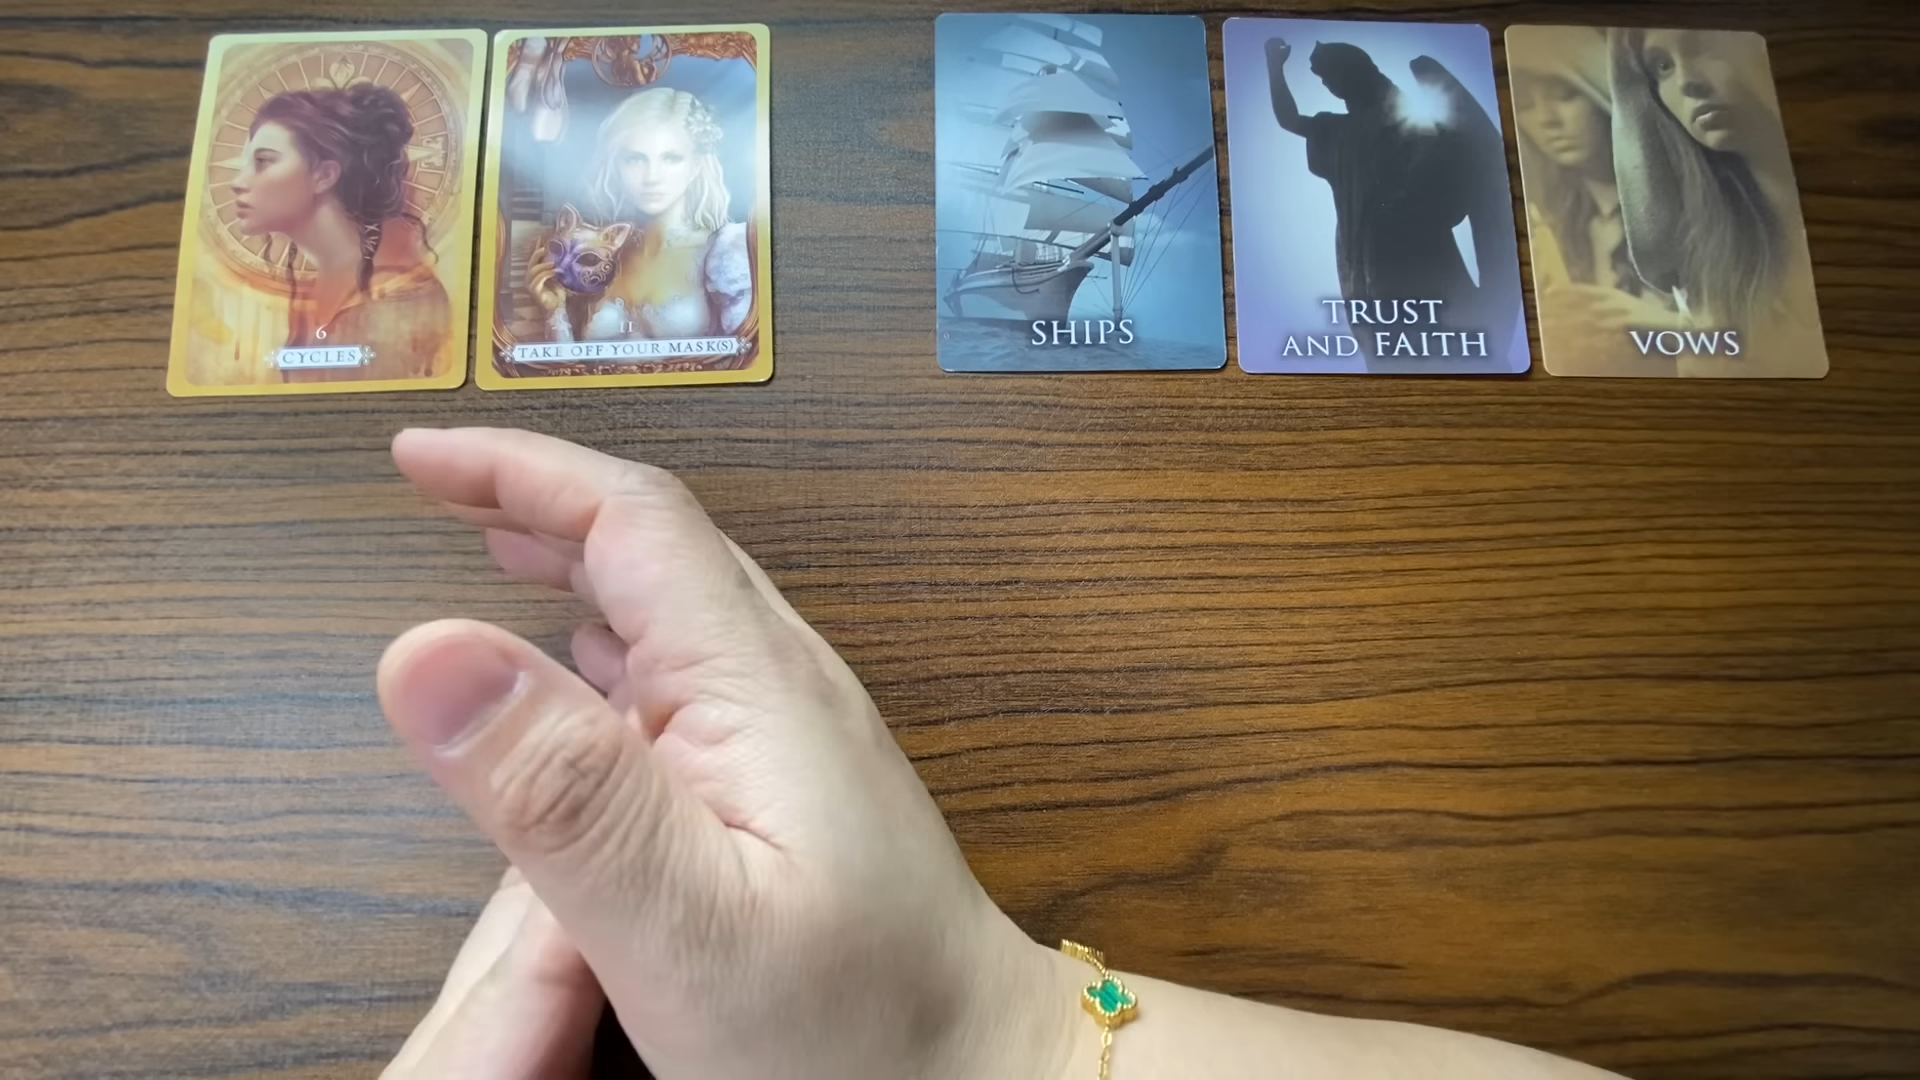 6
CYCLES
11
TAKE OFF YOUR MASK(S)
SHIPS
TRUST
AND FAITH
VOWS